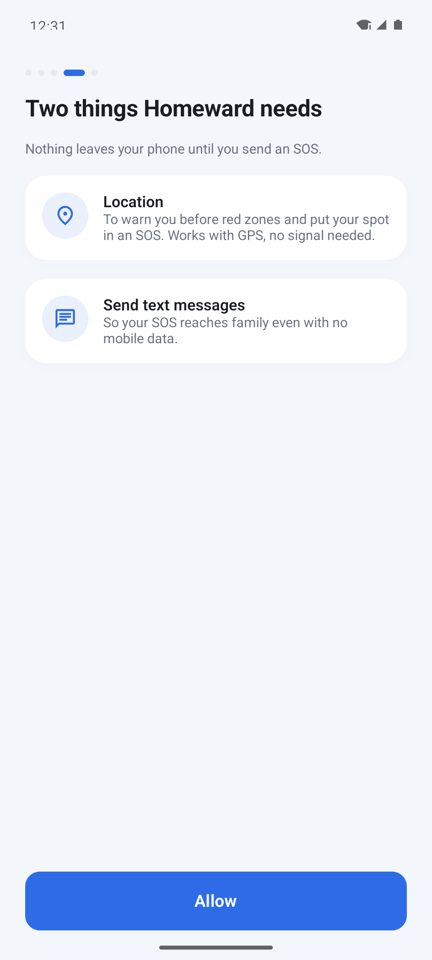 12:31
Two things Homeward needs
Nothing leaves your phone until you send an SOS.
Location
To warn you before red zones and put your spot
in an SOS. Works with GPS, no signal needed.
Send text messages
So your SOS reaches family even with no
mobile data.
Allow